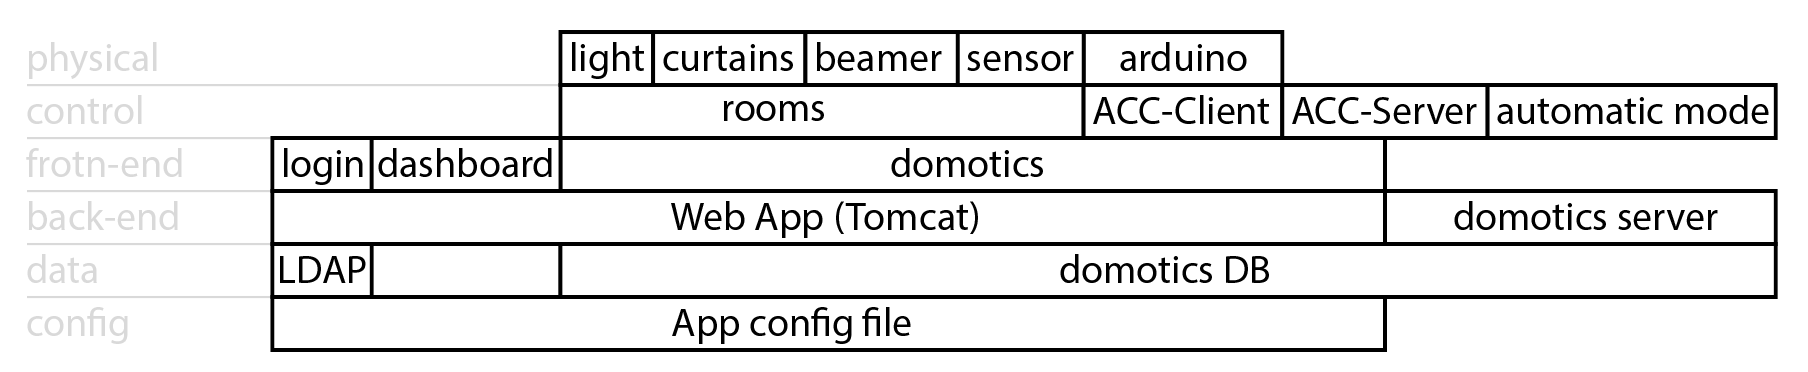 physical light curtains beamer sensor arduino
control rooms ACC-Client ACC-Server automatic mode
frotn-end login dashboard domotics
back-end Web App (Tomcat) domotics server
data LDAP domotics DB
config App config file